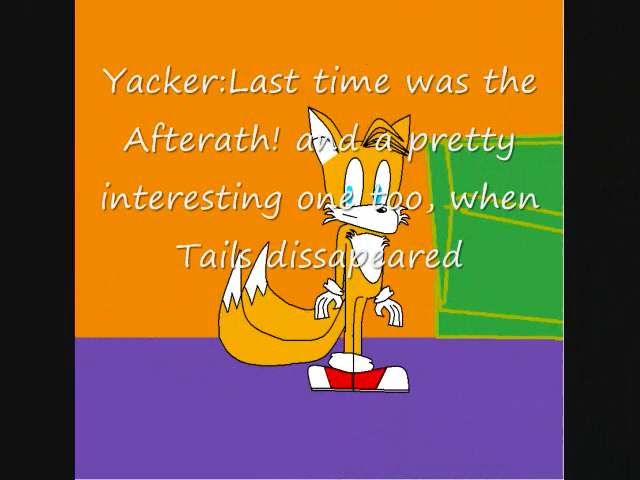 Yacker:Last time was the
Afterath! and a pretty
interesting one too, when
Tails dissapeared